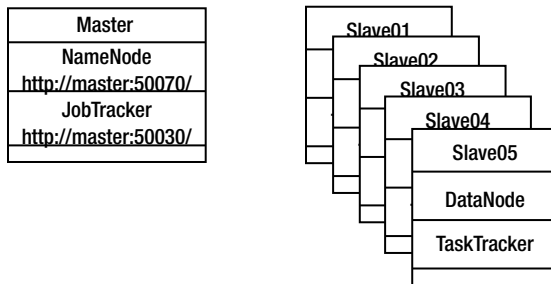 Master
NameNode
http://master:50070/
JobTracker
http://master:50030/
Slave01
Slave02
Slave03
Slave04
Slave05
DataNode
TaskTracker